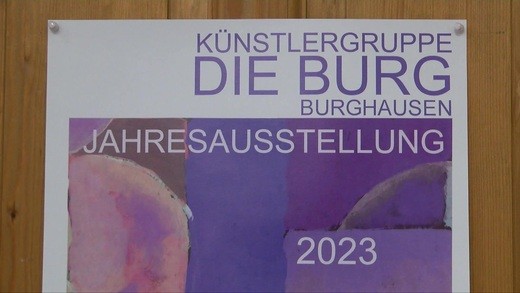 KÜNSTLERGRUPPE
DIE BURG
BURGHAUSEN
JAHRESAUSSTELLUNG
2023